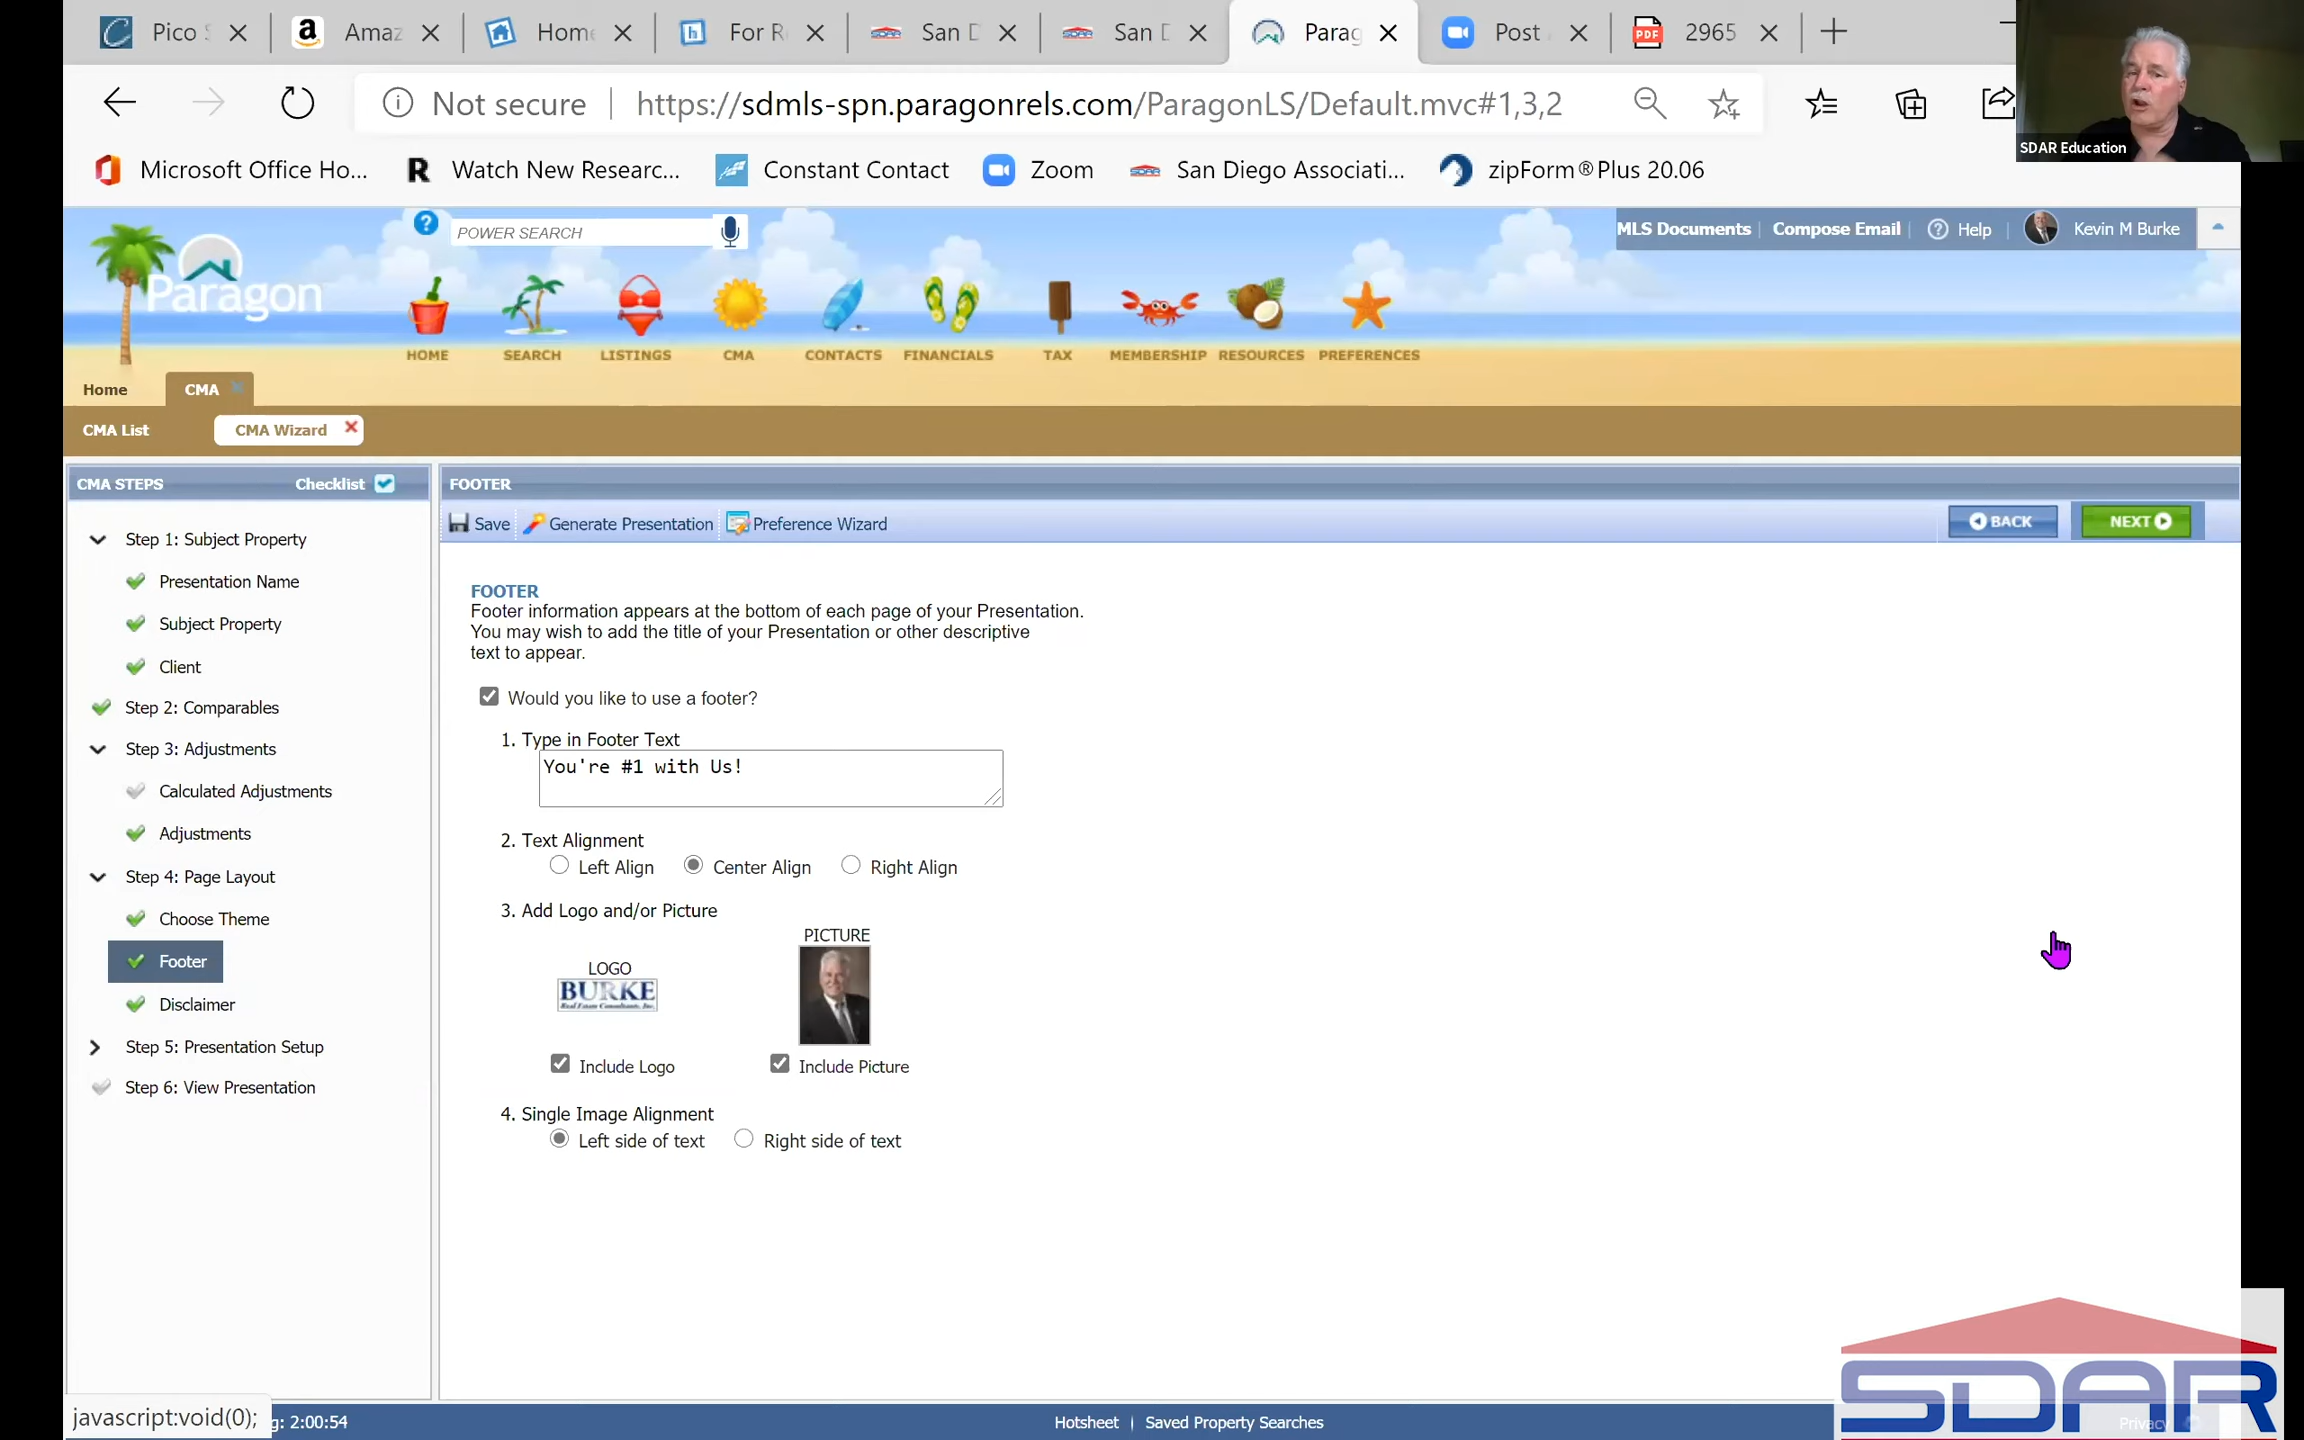 Pico S
Amaz
Home
For R
San D
San D
Parag
Post A
PDF
2965
Not secure
https://sdmls-spn.paragonrels.com/ParagonLS/Default.mvc#1,3,2
SDAR Education
Microsoft Office Ho...
Watch New Researc...
Constant Contact
Zoom
San Diego Associati...
zipForm®Plus 20.06
Paragon
POWER SEARCH
MLS Documents
Compose Email
Help
Kevin M Burke
HOME
SEARCH
LISTINGS
CMA
CONTACTS
FINANCIALS
TAX
MEMBERSHIP
RESOURCES
PREFERENCES
Home
CMA
CMA List
CMA Wizard
CMA STEPS
Checklist
Step 1: Subject Property
Presentation Name
Subject Property
Client
Step 2: Comparables
Step 3: Adjustments
Calculated Adjustments
Adjustments
Step 4: Page Layout
Choose Theme
Footer
Disclaimer
Step 5: Presentation Setup
Step 6: View Presentation
FOOTER
Save
Generate Presentation
Preference Wizard
BACK
NEXT
FOOTER
Footer information appears at the bottom of each page of your Presentation.
You may wish to add the title of your Presentation or other descriptive
text to appear.
Would you like to use a footer?
1. Type in Footer Text
You're #1 with Us!
2. Text Alignment
Left Align
Center Align
Right Align
3. Add Logo and/or Picture
LOGO
BURKE
Real Estate Consultants, Inc.
PICTURE
Include Logo
Include Picture
4. Single Image Alignment
Left side of text
Right side of text
javascript:void(0);
g: 2:00:54
Hotsheet | Saved Property Searches
Privacy
SDAR